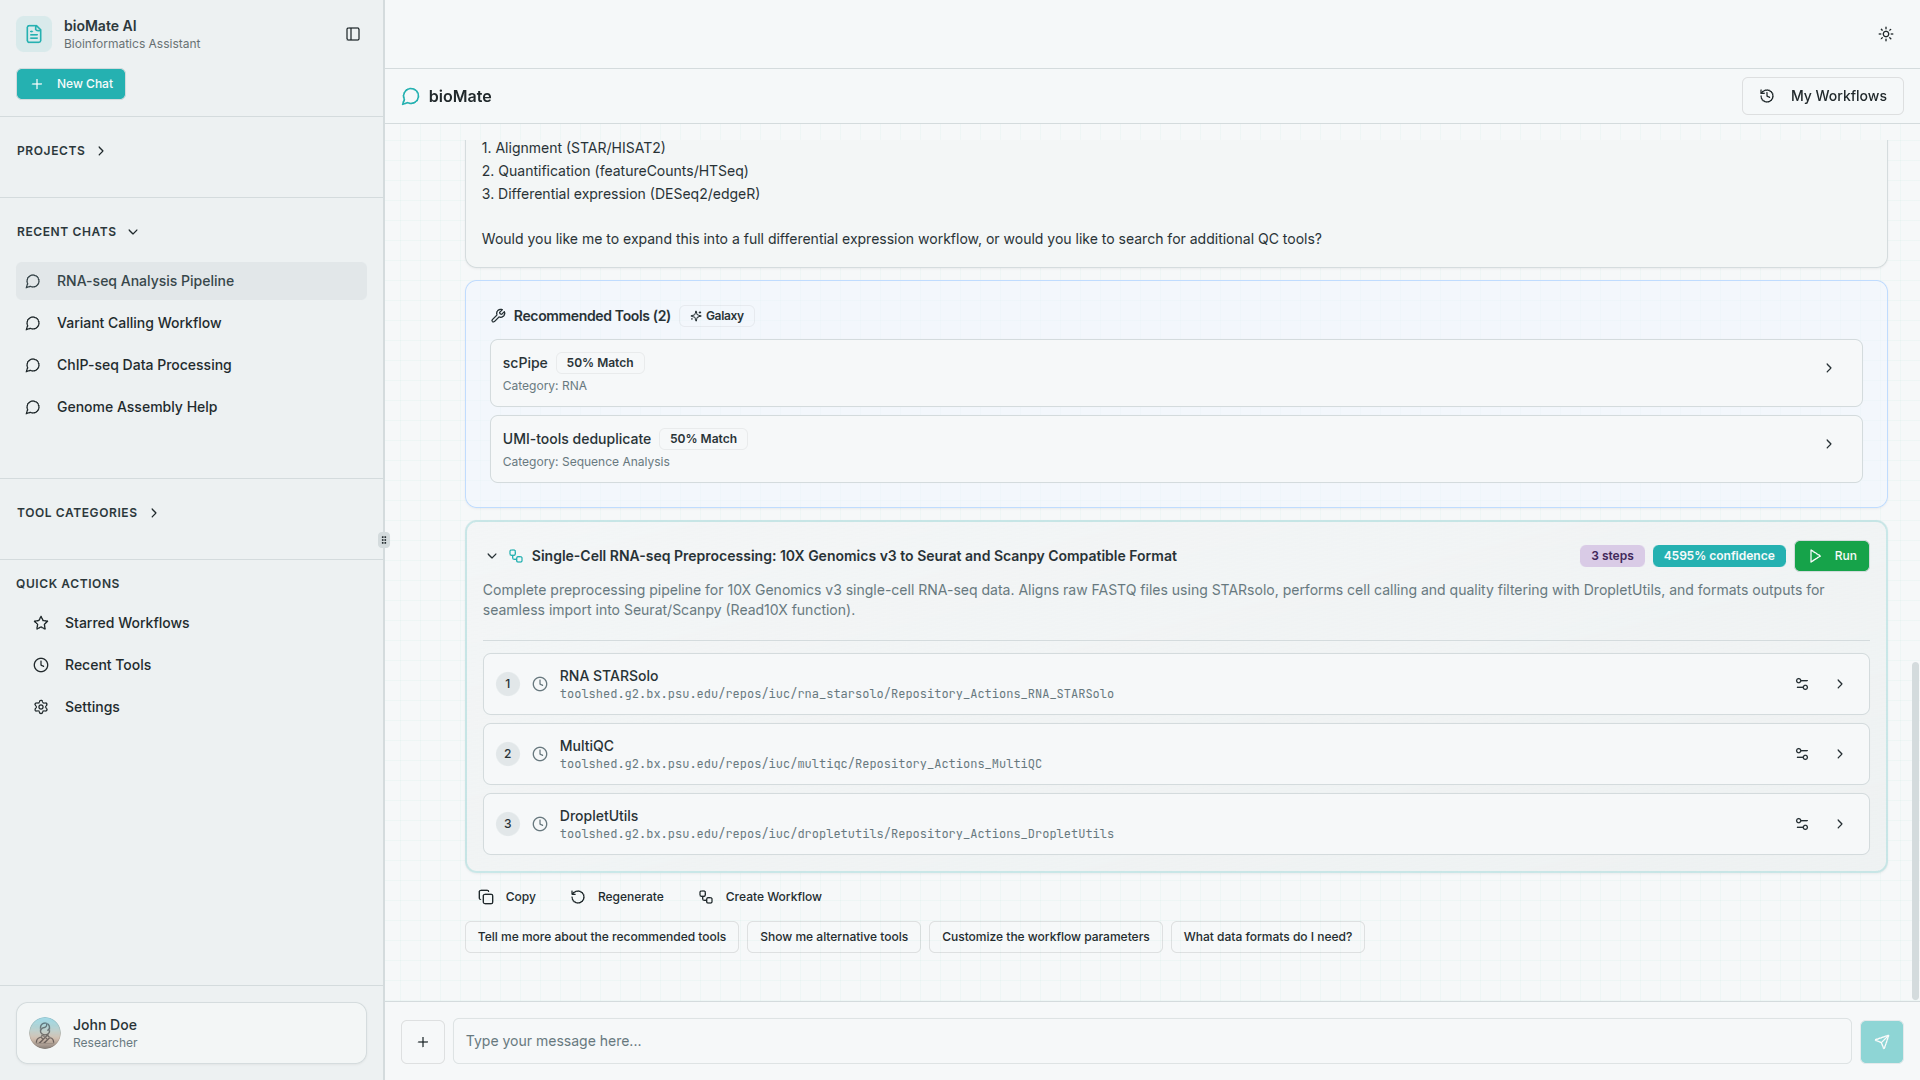 bioMate AI
Bioinformatics Assistant
New Chat
PROJECTS
RECENT CHATS
RNA-seq Analysis Pipeline
Variant Calling Workflow
ChIP-seq Data Processing
Genome Assembly Help
TOOL CATEGORIES
QUICK ACTIONS
Starred Workflows
Recent Tools
Settings
John Doe
Researcher
bioMate
My Workflows
1. Alignment (STAR/HISAT2)
2. Quantification (featureCounts/HTSeq)
3. Differential expression (DESeq2/edgeR)
Would you like me to expand this into a full differential expression workflow, or would you like to search for additional QC tools?
Recommended Tools (2) Galaxy
scPipe 50% Match
Category: RNA
UMI-tools deduplicate 50% Match
Category: Sequence Analysis
Single-Cell RNA-seq Preprocessing: 10X Genomics v3 to Seurat and Scanpy Compatible Format 3 steps 4595% confidence Run
Complete preprocessing pipeline for 10X Genomics v3 single-cell RNA-seq data. Aligns raw FASTQ files using STARsolo, performs cell calling and quality filtering with DropletUtils, and formats outputs for
seamless import into Seurat/Scanpy (Read10X function).
1 RNA STARSolo
toolshed.g2.bx.psu.edu/repos/iuc/rna_starsolo/Repository_Actions_RNA_STARSolo
2 MultiQC
toolshed.g2.bx.psu.edu/repos/iuc/multiqc/Repository_Actions_MultiQC
3 DropletUtils
toolshed.g2.bx.psu.edu/repos/iuc/dropletutils/Repository_Actions_DropletUtils
Copy Regenerate Create Workflow
Tell me more about the recommended tools Show me alternative tools Customize the workflow parameters What data formats do I need?
Type your message here...